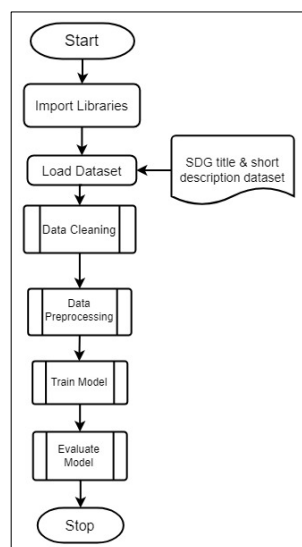 Start
Import Libraries
Load Dataset
SDG title & short
description dataset
Data Cleaning
Data
Preprocessing
Train Model
Evaluate
Model
Stop